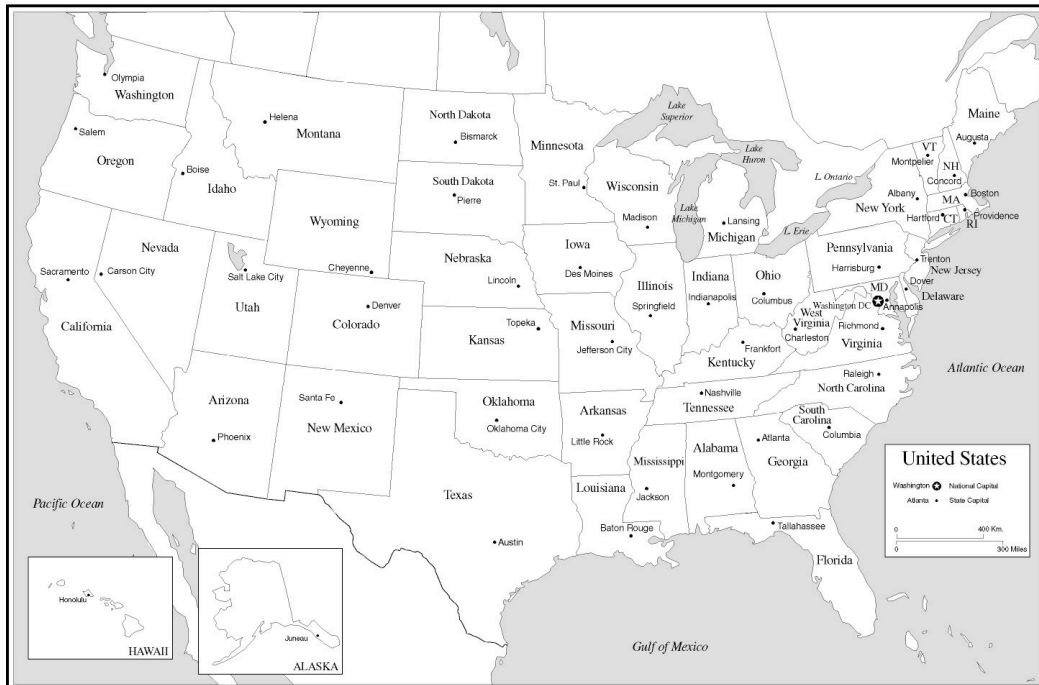 Olympia
Washington
Salem
Oregon
Boise
Idaho
Helena
Montana
North Dakota
Bismarck
South Dakota
Pierre
Minnesota
St. Paul
Lake
Superior
Wisconsin
Madison
Lake
Michigan
Lake
Huron
Lansing
Michigan
L. Ontario
L. Erie
Maine
Augusta
VT
Montpelier
NH
Concord
Albany
New York
MA
Boston
Hartford
CT
RI
Providence
Wyoming
Cheyenne
Nevada
Carson City
Sacramento
California
Salt Lake City
Utah
Denver
Colorado
Nebraska
Lincoln
Iowa
Des Moines
Illinois
Springfield
Indiana
Indianapolis
Ohio
Columbus
Pennsylvania
Harrisburg
Trenton
New Jersey
Dover
Delaware
MD
Washington DC
Annapolis
West
Virginia
Charleston
Richmond
Virginia
Topeka
Kansas
Missouri
Jefferson City
Frankfort
Kentucky
Raleigh
North Carolina
Nashville
Tennessee
Arizona
Phoenix
Santa Fe
New Mexico
Oklahoma
Oklahoma City
Arkansas
Little Rock
South
Carolina
Columbia
Atlanta
Georgia
Alabama
Montgomery
Mississippi
Jackson
Louisiana
Baton Rouge
Texas
Austin
Tallahassee
Florida
Atlantic Ocean
Pacific Ocean
Gulf of Mexico
Honolulu
HAWAII
Juneau
ALASKA
United States
Washington National Capital
Atlanta State Capital
0 400 Km.
0 300 Miles